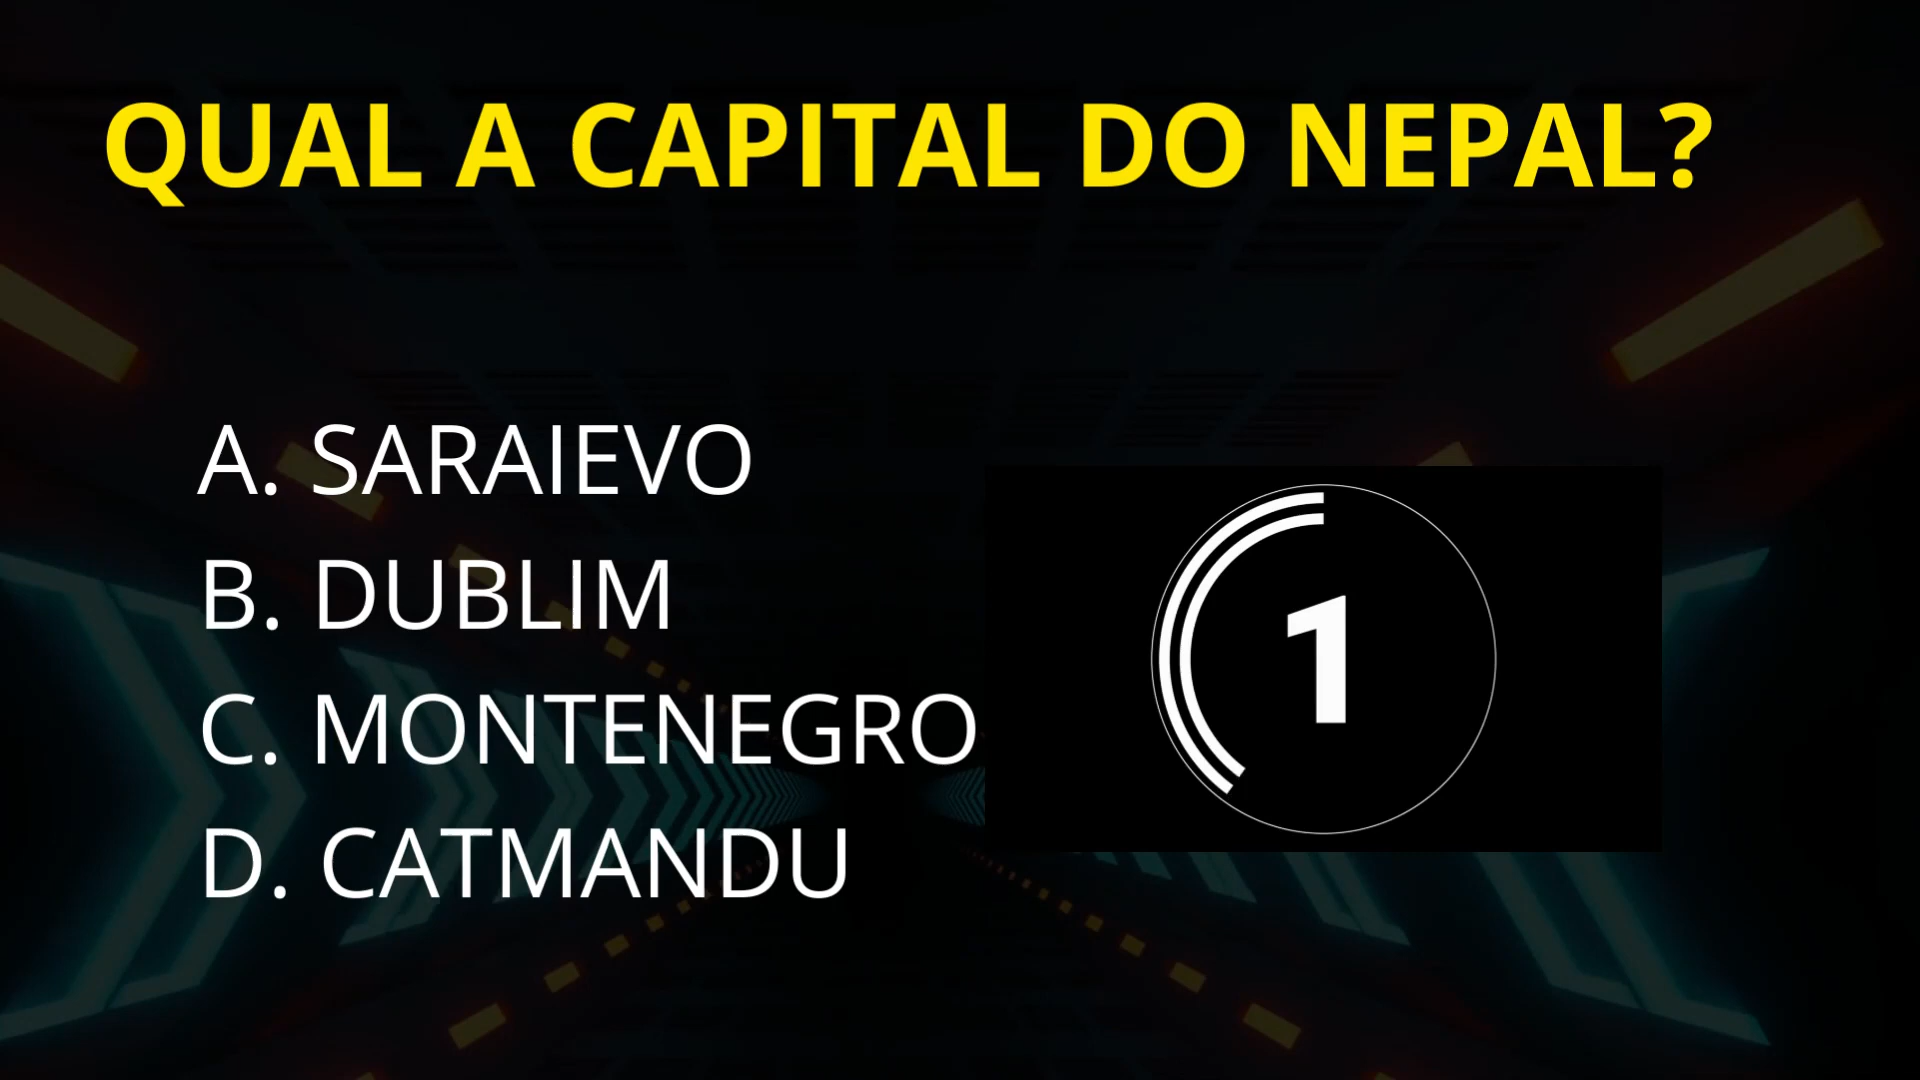 QUAL A CAPITAL DO NEPAL?
A. SARAIEVO
B. DUBLIM
C. MONTENEGRO
D. CATMANDU
1